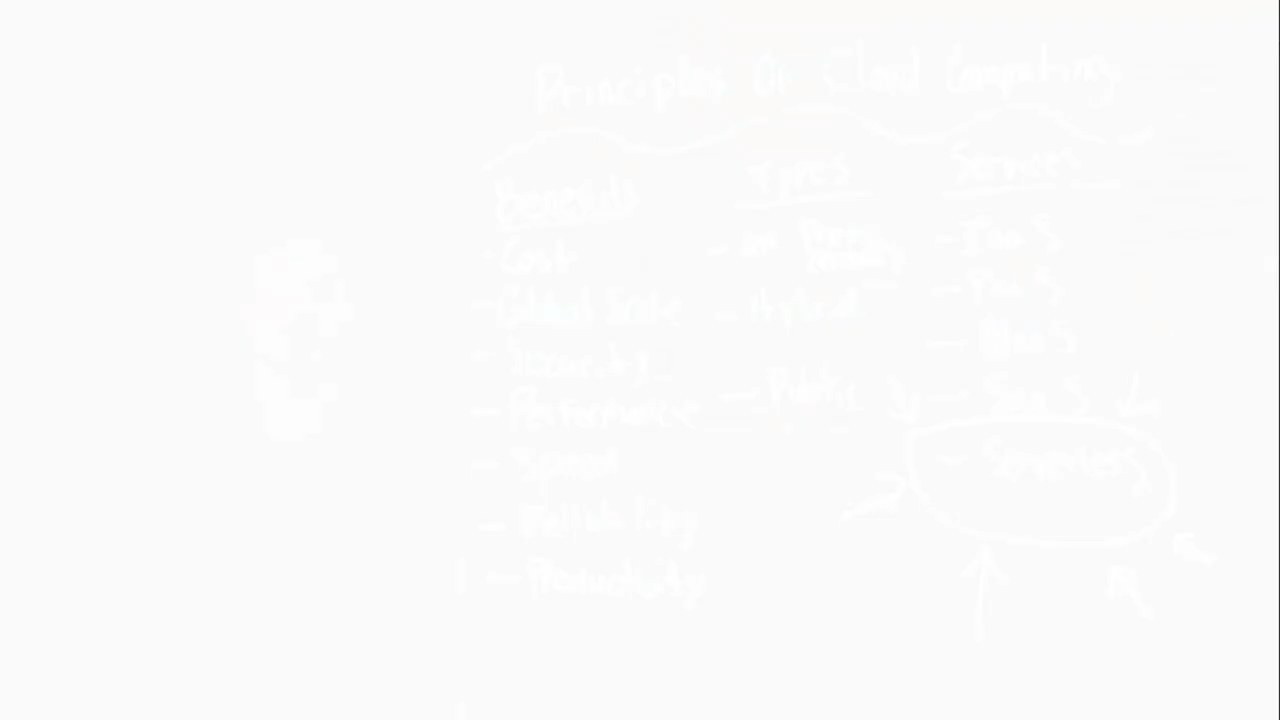 Principles of Cloud Computing
Benefits
- Cost
- Global Scale
- Security
- Performance
- Speed
- Reliability
- Productivity
Types
- Hybrid
- Public
Services
- IaaS
- PaaS
- SaaS
- Serverless